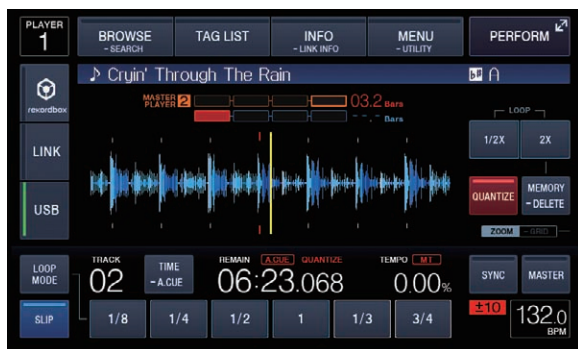 PLAYER
1
BROWSE
- SEARCH
TAG LIST
INFO
- LINK INFO
MENU
- UTILITY
PERFORM
rekordbox
♪ Cryin' Through The Rain
b# A
MASTER
PLAYER 2
03.2 Bars
--.- Bars
LOOP
1/2X
2X
LINK
USB
QUANTIZE
MEMORY
- DELETE
ZOOM
- GRID -
LOOP
MODE
TRACK
02
TIME
- A.CUE
REMAIN A.CUE QUANTIZE
06:23.068
TEMPO MT
0.00%
SYNC
MASTER
SLIP
1/8
1/4
1/2
1
1/3
3/4
±10
132.0
BPM